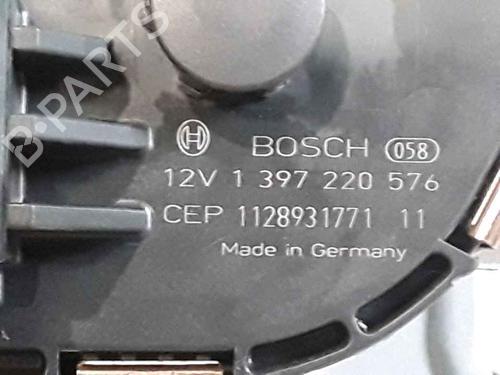 B-PARTS
BOSCH 058
12V 1 397 220 576
CEP 1128931771 11
Made in Germany